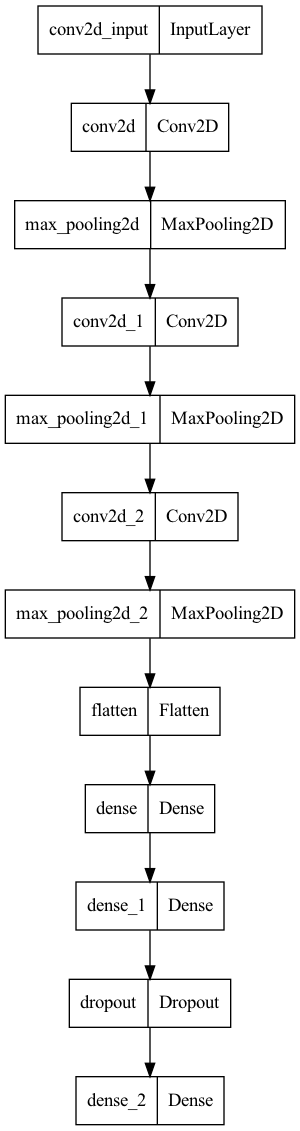 conv2d_input InputLayer
conv2d Conv2D
max_pooling2d MaxPooling2D
conv2d_1 Conv2D
max_pooling2d_1 MaxPooling2D
conv2d_2 Conv2D
max_pooling2d_2 MaxPooling2D
flatten Flatten
dense Dense
dense_1 Dense
dropout Dropout
dense_2 Dense